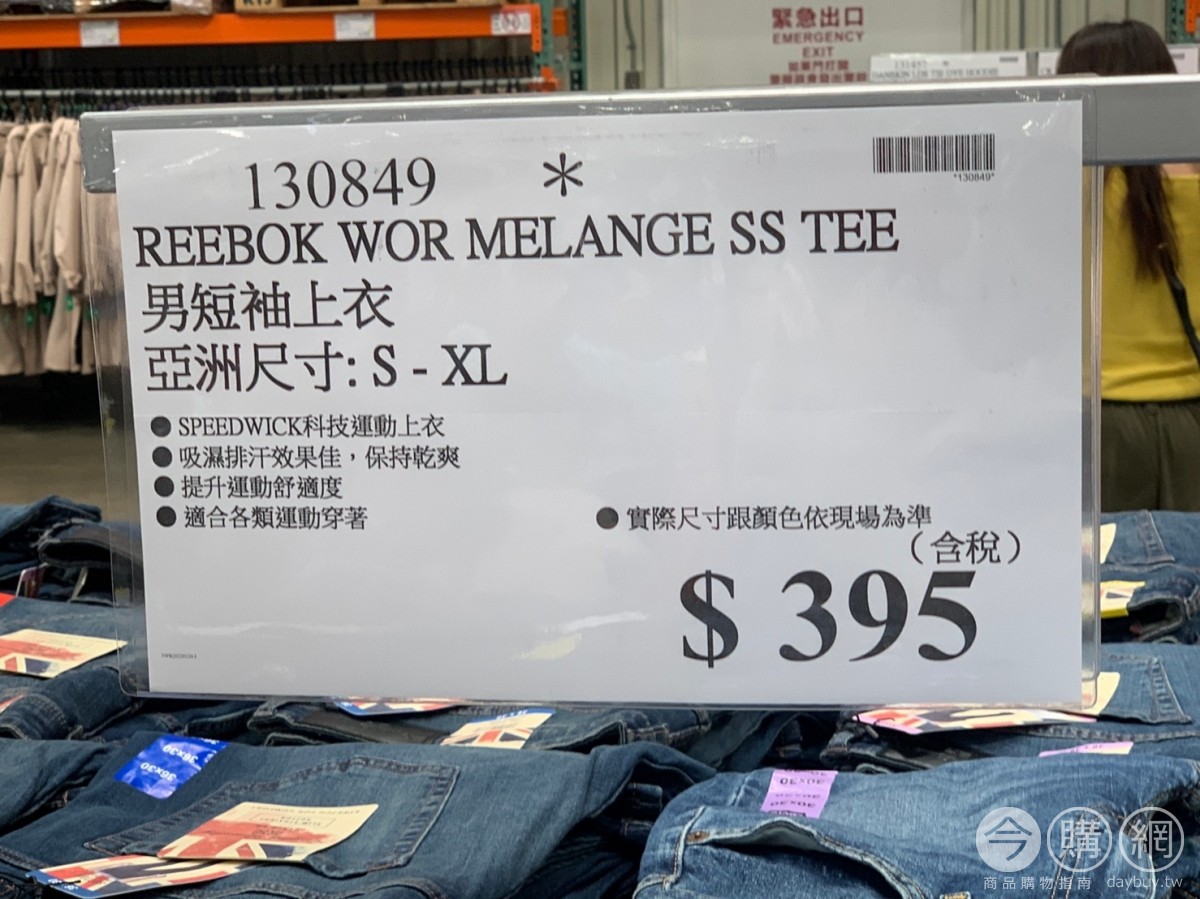 緊急出口
EMERGENCY
EXIT
130849 *
*130849*
REEBOK WOR MELANGE SS TEE
男短袖上衣
亞洲尺寸: S - XL
● SPEEDWICK科技運動上衣
● 吸濕排汗效果佳，保持乾爽
● 提升運動舒適度
● 適合各類運動穿著
● 實際尺寸跟顏色依現場為準
（含稅）
$ 395
36x30
36x30
30x30
今購網
商品購物指南 daybuy.tw